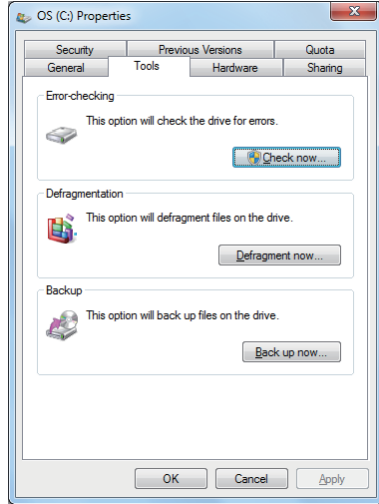 OS (C:) Properties
Security Previous Versions Quota
General Tools Hardware Sharing
Error-checking
This option will check the drive for errors.
Check now...
Defragmentation
This option will defragment files on the drive.
Defragment now...
Backup
This option will back up files on the drive.
Back up now...
OK Cancel Apply